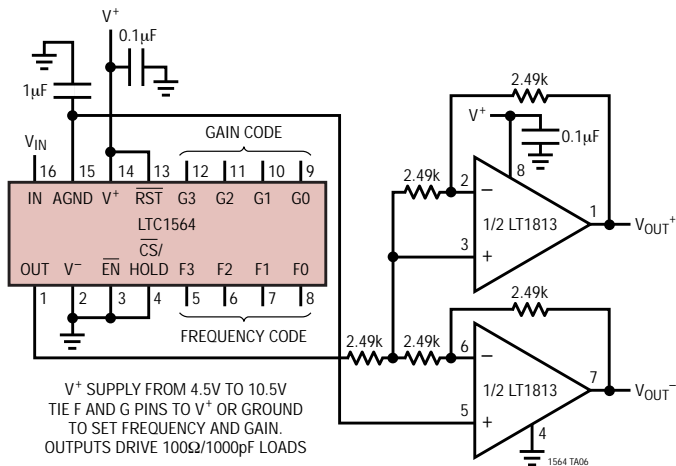 V+
0.1µF
1µF
VIN
GAIN CODE
16 15 14 13 12 11 10 9
IN AGND V+ RST G3 G2 G1 G0
LTC1564
OUT V− EN CS/HOLD F3 F2 F1 F0
1 2 3 4 5 6 7 8
FREQUENCY CODE
2.49k
V+
0.1µF
8
2.49k
2
−
1/2 LT1813
1
VOUT+
3
+
2.49k
2.49k
2.49k
6
−
1/2 LT1813
7
VOUT−
5
+
4
V+ SUPPLY FROM 4.5V TO 10.5V
TIE F AND G PINS TO V+ OR GROUND
TO SET FREQUENCY AND GAIN.
OUTPUTS DRIVE 100Ω/1000pF LOADS
1564 TA06